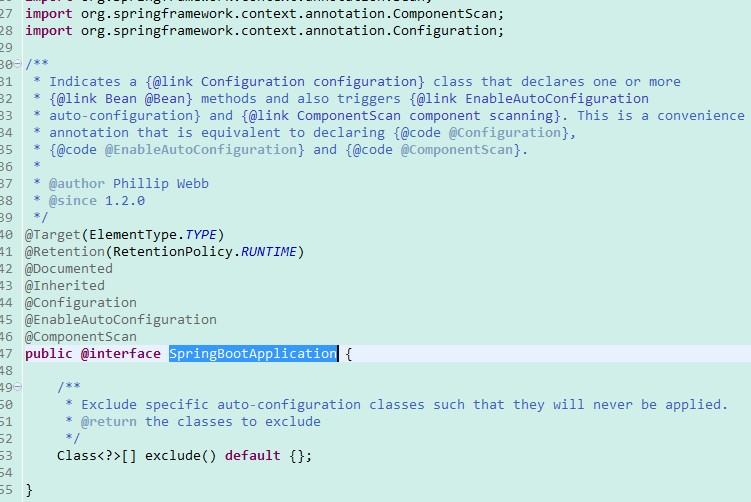 27 import org.springframework.context.annotation.ComponentScan;
28 import org.springframework.context.annotation.Configuration;
29
30 /**
31  * Indicates a {@link Configuration configuration} class that declares one or more
32  * {@link Bean @Bean} methods and also triggers {@link EnableAutoConfiguration
33  * auto-configuration} and {@link ComponentScan component scanning}. This is a convenience
34  * annotation that is equivalent to declaring {@code @Configuration},
35  * {@code @EnableAutoConfiguration} and {@code @ComponentScan}.
36  *
37  * @author Phillip Webb
38  * @since 1.2.0
39  */
40 @Target(ElementType.TYPE)
41 @Retention(RetentionPolicy.RUNTIME)
42 @Documented
43 @Inherited
44 @Configuration
45 @EnableAutoConfiguration
46 @ComponentScan
47 public @interface SpringBootApplication {
48
49     /**
50      * Exclude specific auto-configuration classes such that they will never be applied.
51      * @return the classes to exclude
52      */
53     Class<?>[] exclude() default {};
54
55 }